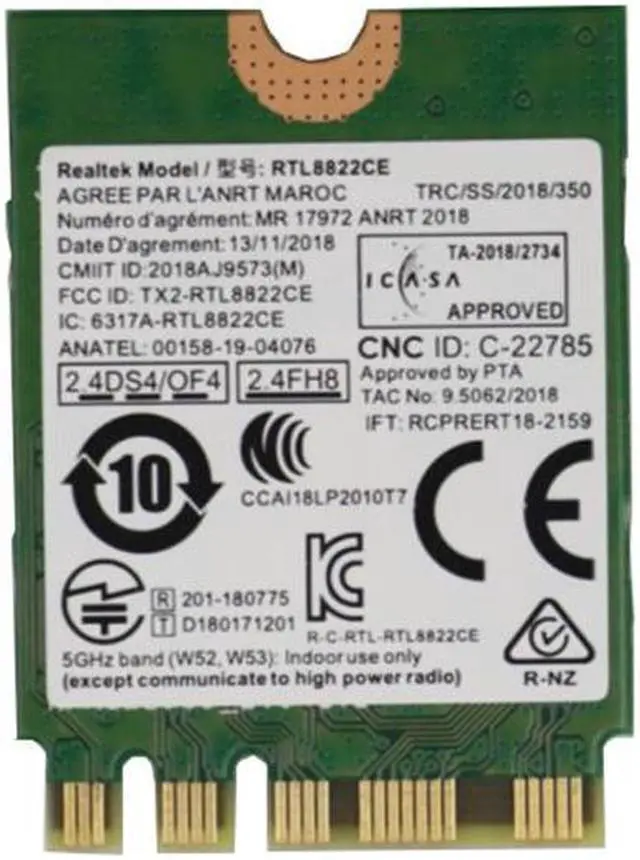 Realtek Model / 型号: RTL8822CE
AGREE PAR L'ANRT MAROC TRC/SS/2018/350
Numéro d'agrément: MR 17972 ANRT 2018
Date D'agrement: 13/11/2018
CMIIT ID: 2018AJ9573(M)
FCC ID: TX2-RTL8822CE
IC: 6317A-RTL8822CE
ANATEL: 00158-19-04076
TA-2018/2734
ICASA
APPROVED
CNC ID: C-22785
2.4DS4/OF4 2.4FH8
Approved by PTA
TAC No: 9.5062/2018
IFT: RCPRERT18-2159
10
CCAI18LP2010T7
CE
R 201-180775
T D180171201
R-C-RTL-RTL8822CE
R-NZ
5GHz band (W52, W53): Indoor use only
(except communicate to high power radio)